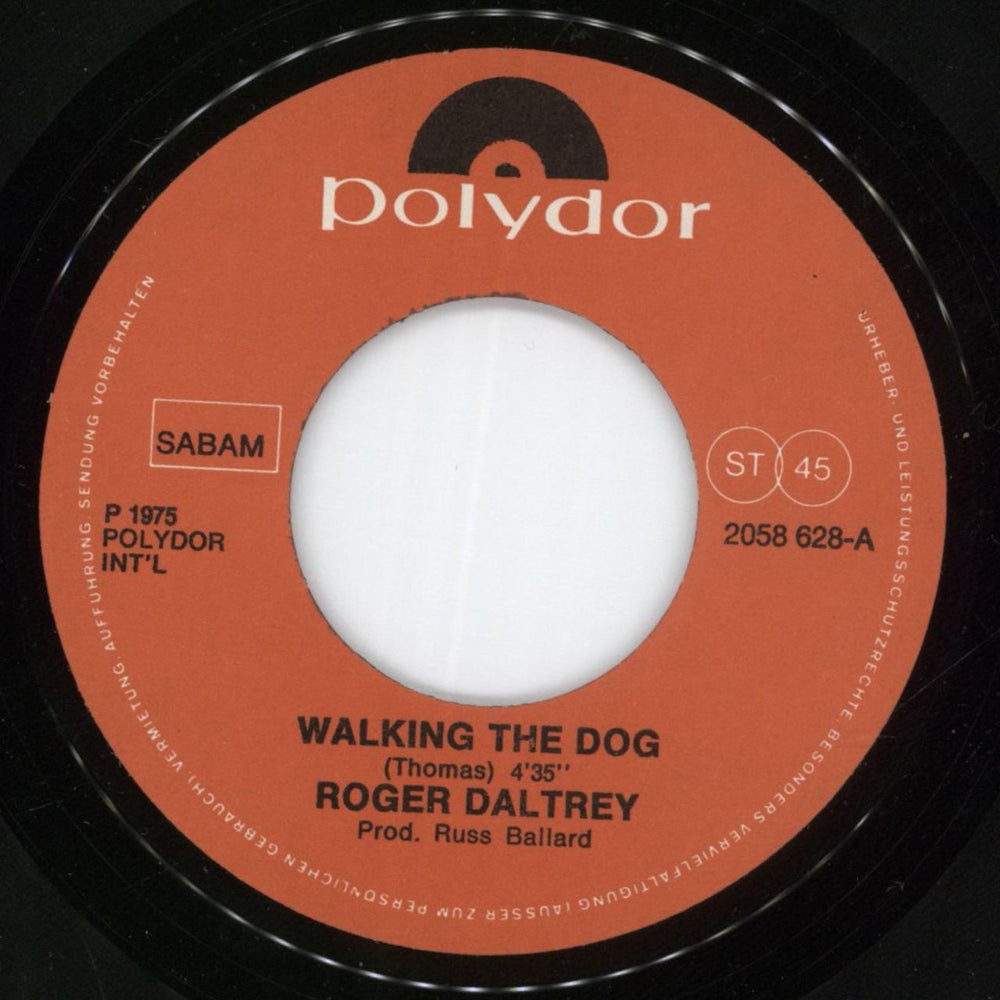 polydor
URHEBER- UND LEISTUNGSSCHUTZRECHTE, BESONDERS VERVIELFÄLTIGUNG (AUSSER ZUM PERSÖNLICHEN GEBRAUCH), VERMIETUNG, AUFFÜHRUNG, SENDUNG VORBEHALTEN
SABAM
ST 45
P 1975
POLYDOR
INT'L
2058 628-A
WALKING THE DOG
(Thomas) 4'35''
ROGER DALTREY
Prod. Russ Ballard